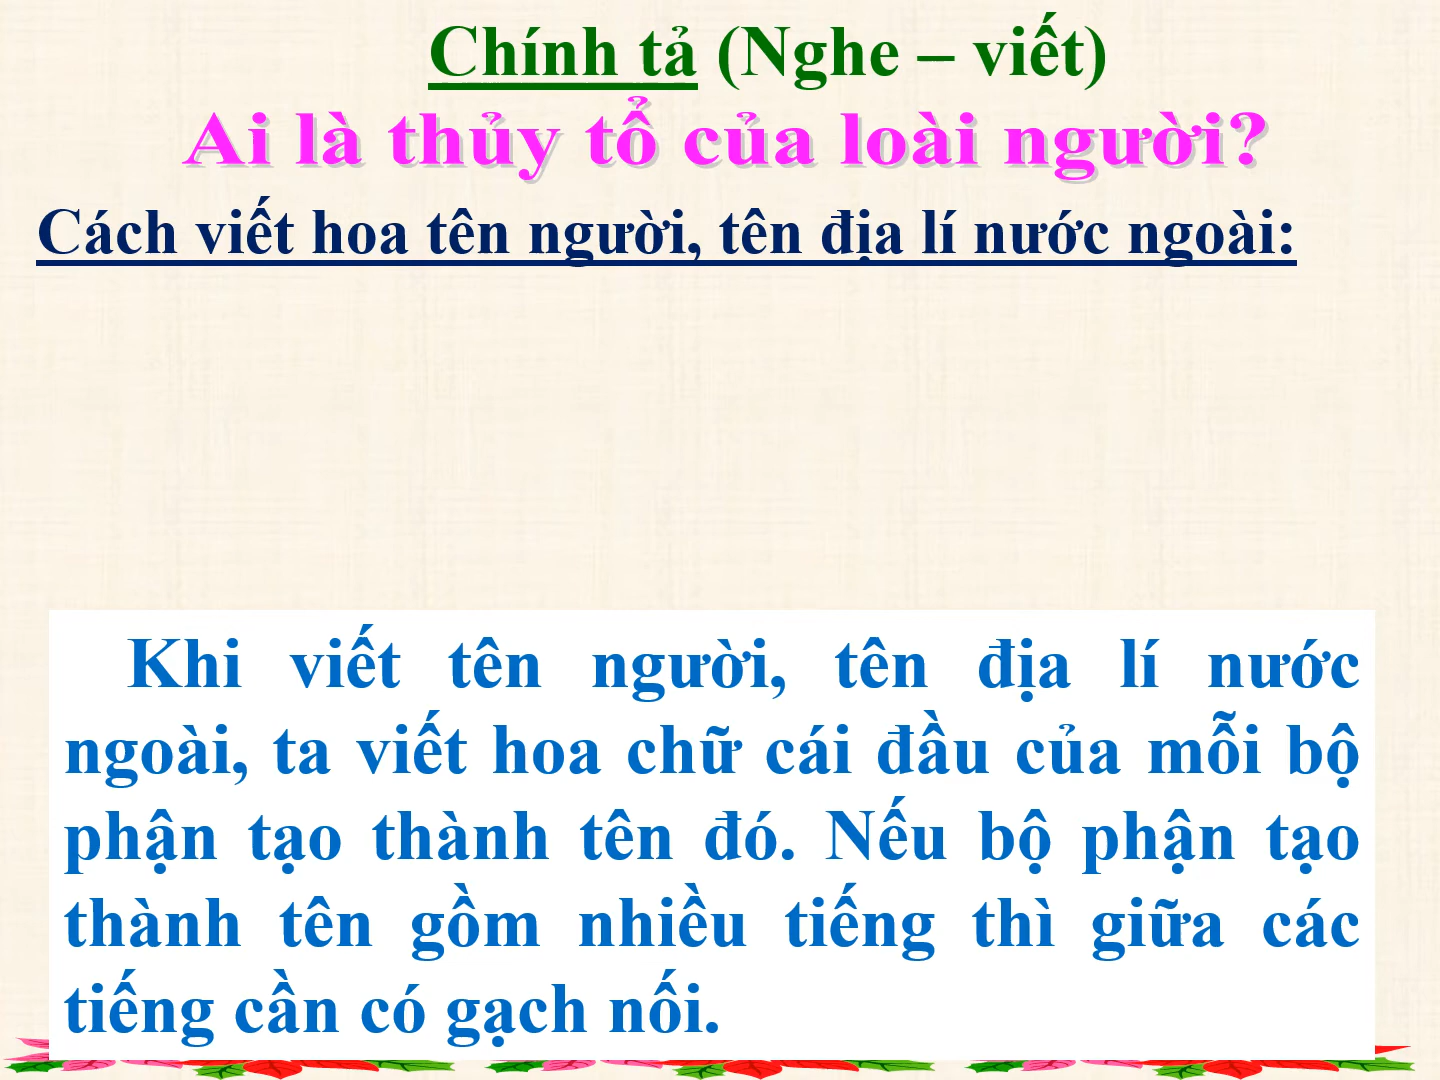 Chính tả (Nghe – viết)
Ai là thủy tổ của loài người?
Cách viết hoa tên người, tên địa lí nước ngoài:
Khi viết tên người, tên địa lí nước
ngoài, ta viết hoa chữ cái đầu của mỗi bộ
phận tạo thành tên đó. Nếu bộ phận tạo
thành tên gồm nhiều tiếng thì giữa các
tiếng cần có gạch nối.